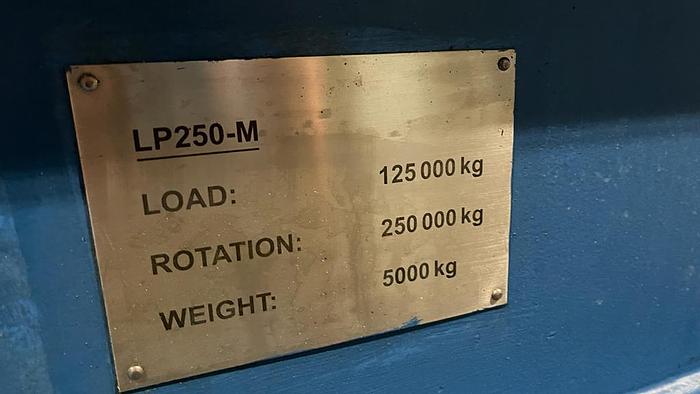 LP250-M
LOAD: 125 000 kg
ROTATION: 250 000 kg
WEIGHT: 5000 kg